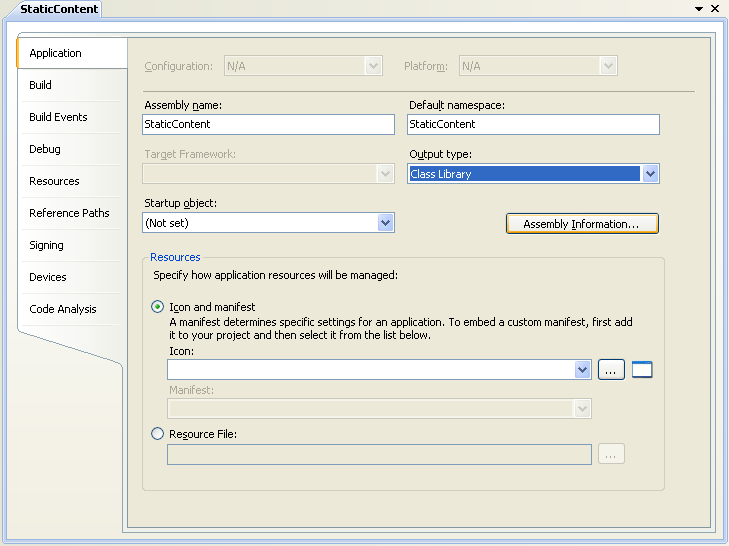 StaticContent
Application
Build
Build Events
Debug
Resources
Reference Paths
Signing
Devices
Code Analysis
Configuration: N/A Platform: N/A
Assembly name: Default namespace:
StaticContent StaticContent
Target Framework: Output type:
Class Library
Startup object:
(Not set) Assembly Information...
Resources
Specify how application resources will be managed:
Icon and manifest
A manifest determines specific settings for an application. To embed a custom manifest, first add
it to your project and then select it from the list below.
Icon:
...
Manifest:
Resource File:
...